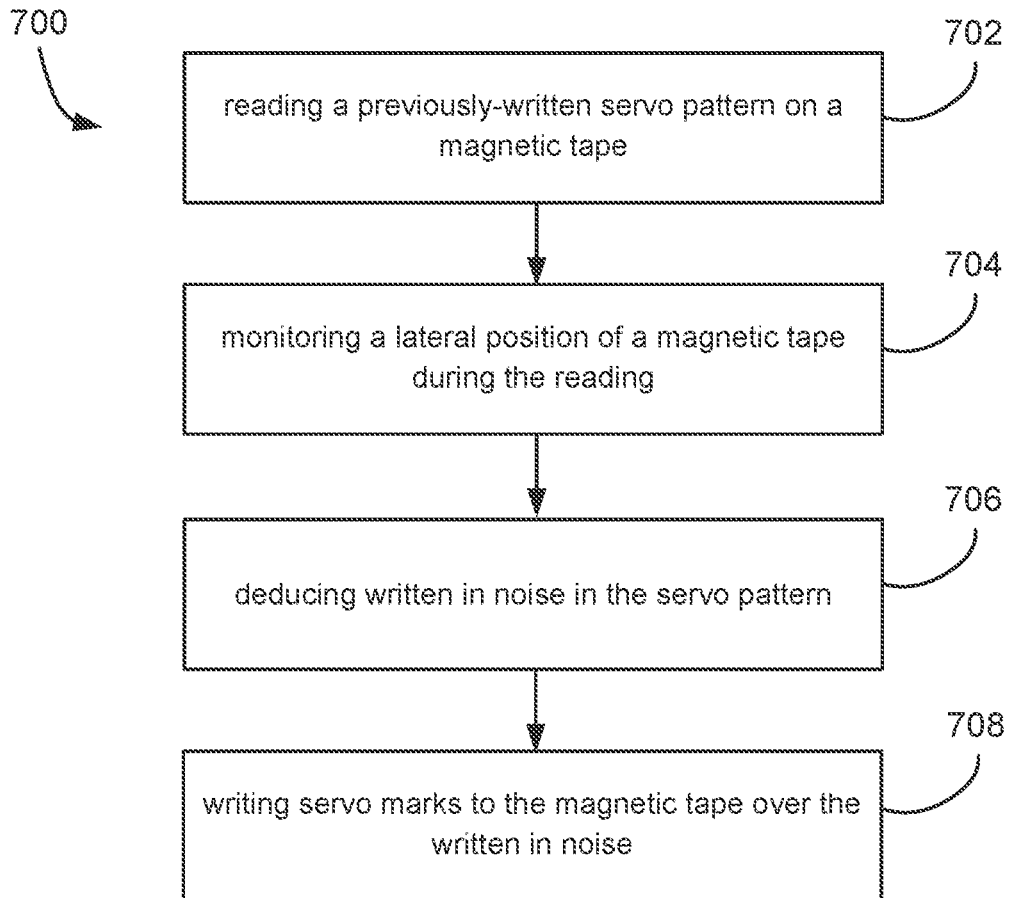 700
702
reading a previously-written servo pattern on a
magnetic tape
704
monitoring a lateral position of a magnetic tape
during the reading
706
deducing written in noise in the servo pattern
708
writing servo marks to the magnetic tape over the
written in noise